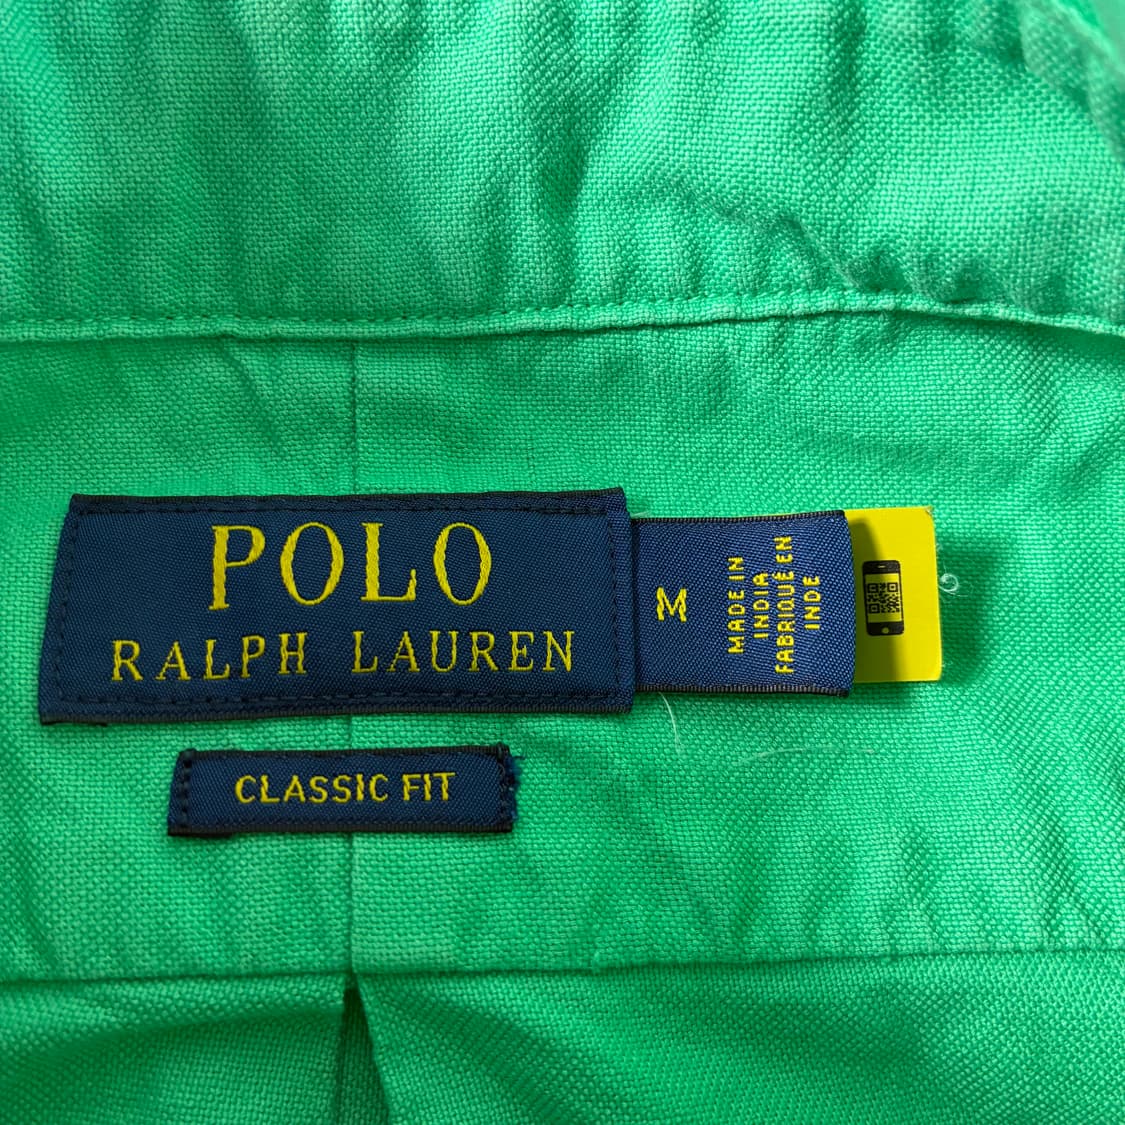 POLO
RALPH LAUREN
M
MADE IN
INDIA
FABRIQUÉ EN
INDE
CLASSIC FIT